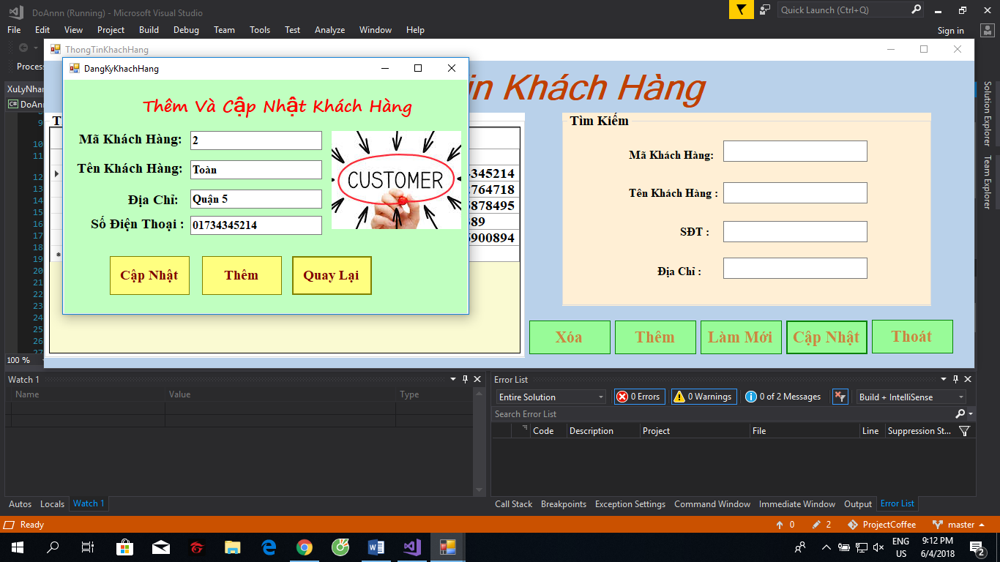 DoAnnn (Running) - Microsoft Visual Studio
Quick Launch (Ctrl+Q)
File Edit View Project Build Debug Team Tools Test Analyze Window Help
Sign in
ThongTinKhachHang
Proces
XuLyNhan
DoAnn
in Khách Hàng
DangKyKhachHang
Thêm Và Cập Nhật Khách Hàng
Mã Khách Hàng: 2
Tên Khách Hàng: Toàn
Địa Chỉ: Quận 5
Số Điện Thoại : 01734345214
CUSTOMER
Cập Nhật Thêm Quay Lại
4345214
764718
878495
389
5900894
Tìm Kiếm
Mã Khách Hàng:
Tên Khách Hàng :
SĐT :
Địa Chỉ :
Xóa Thêm Làm Mới Cập Nhật Thoát
Solution Explorer
Team Explorer
9
10
11
12
13
14
15
16
17
18
19
20
21
22
23
24
25
26
27
100 %
Watch 1
Name Value Type
Autos Locals Watch 1
Error List
Entire Solution 0 Errors 0 Warnings 0 of 2 Messages Build + IntelliSense
Search Error List
Code Description Project File Line Suppression St...
Call Stack Breakpoints Exception Settings Command Window Immediate Window Output Error List
Ready
0 2 ProjectCoffee master
ENG
US
9:12 PM
6/4/2018
2